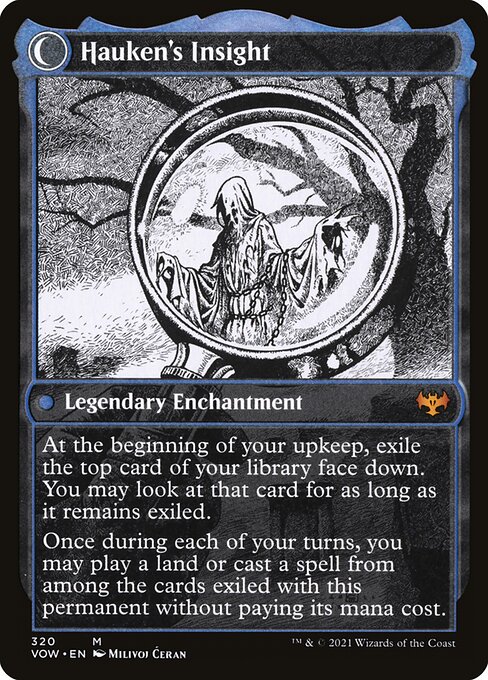 Hauken's Insight
Legendary Enchantment
At the beginning of your upkeep, exile
the top card of your library face down.
You may look at that card for as long as
it remains exiled.
Once during each of your turns, you
may play a land or cast a spell from
among the cards exiled with this
permanent without paying its mana cost.
320 M
VOW • EN Milivoj Ćeran
™ & © 2021 Wizards of the Coast